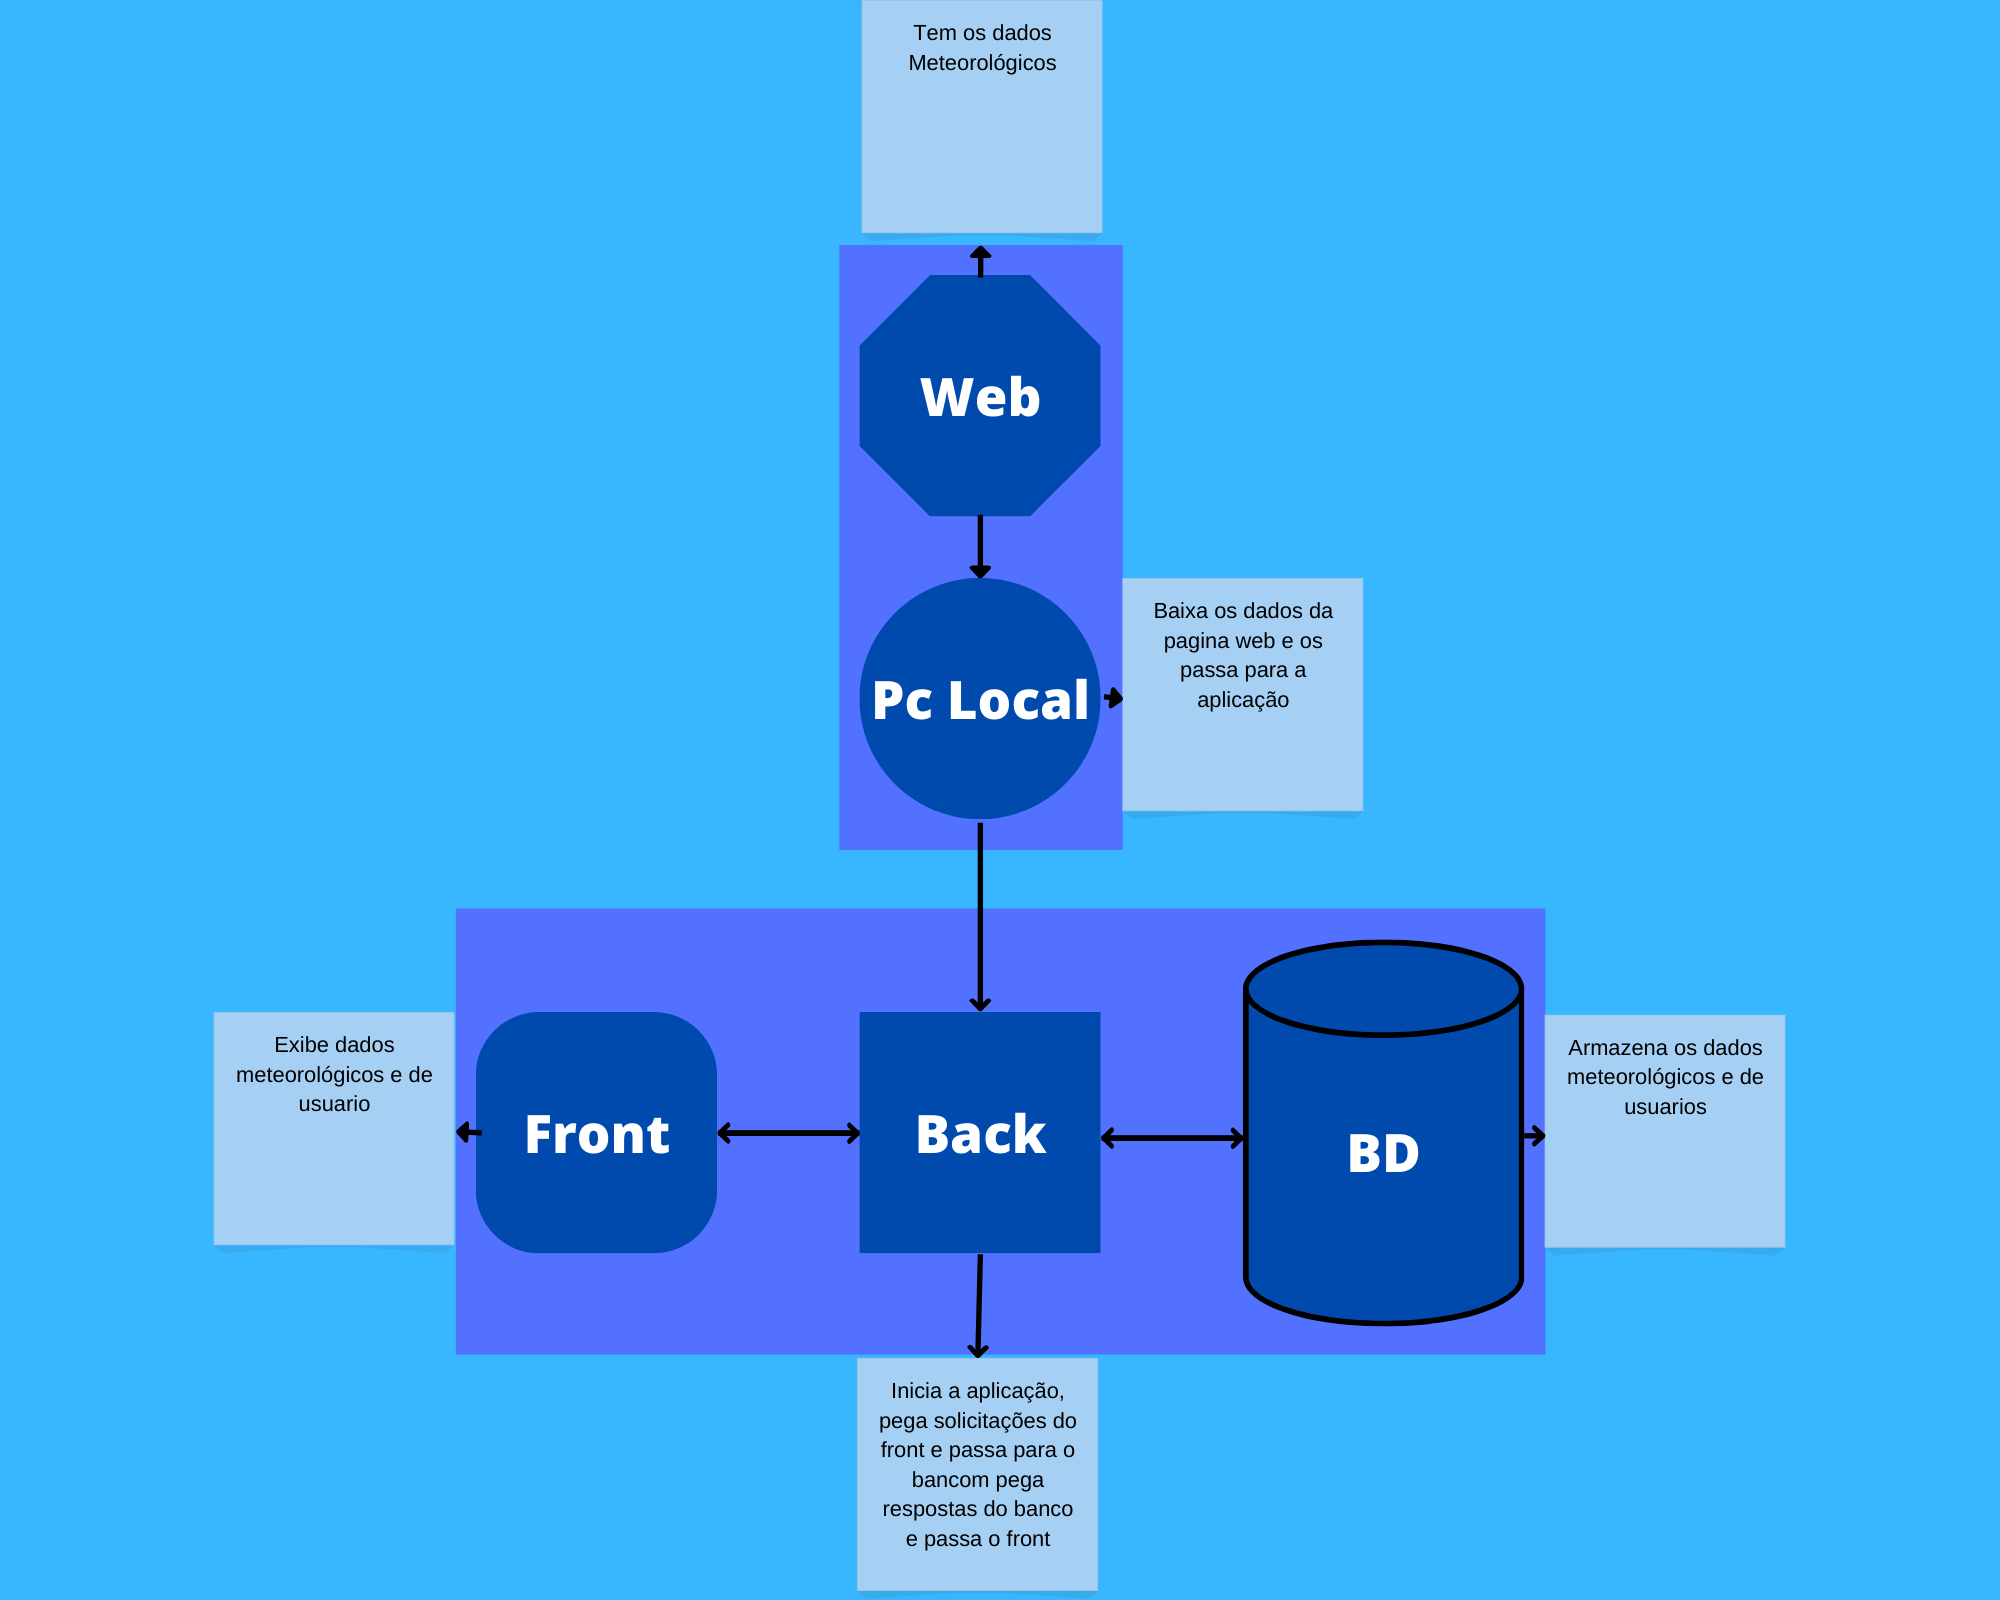 Tem os dados
Meteorológicos
Web
Pc Local
Baixa os dados da
pagina web e os
passa para a
aplicação
Exibe dados
meteorológicos e de
usuario
Front
Back
BD
Armazena os dados
meteorológicos e de
usuarios
Inicia a aplicação,
pega solicitações do
front e passa para o
bancom pega
respostas do banco
e passa o front